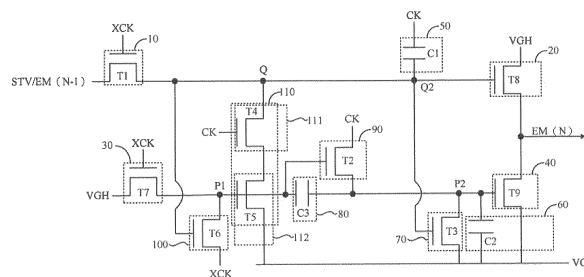 CK
50
XCK
10
C1
VGH
20
T1
STV/EM (N-1)
Q
Q2
T8
110
T4
CK
111
CK
90
EM (N)
30
XCK
T2
40
P1
P2
VGH
T7
T5
C3
80
T9
60
T6
100
112
70
T3
C2
XCK